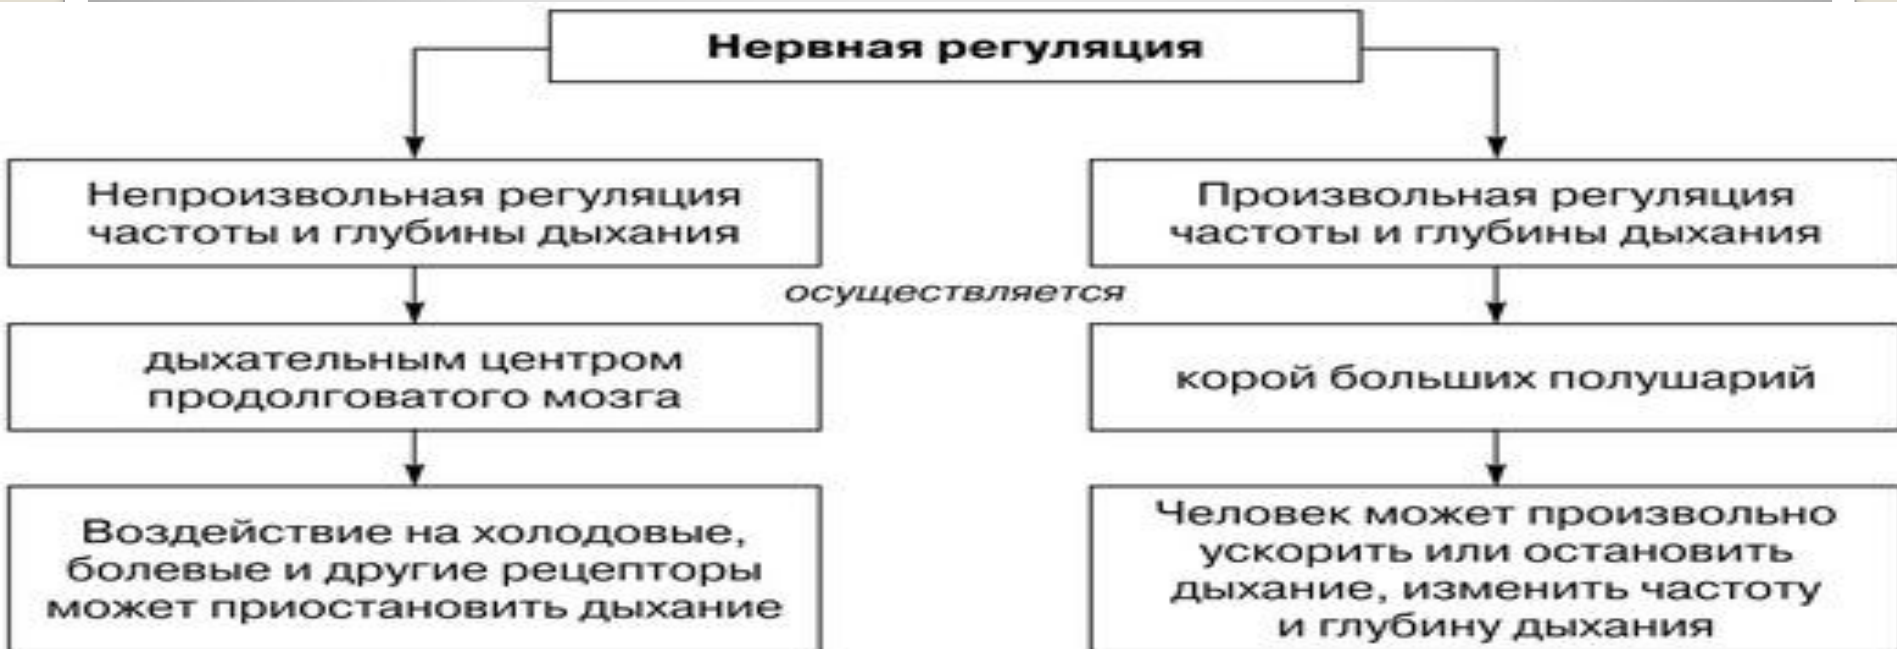 Нервная регуляция
Непроизвольная регуляция
частоты и глубины дыхания
Произвольная регуляция
частоты и глубины дыхания
осуществляется
дыхательным центром
продолговатого мозга
корой больших полушарий
Воздействие на холодовые,
болевые и другие рецепторы
может приостановить дыхание
Человек может произвольно
ускорить или остановить
дыхание, изменить частоту
и глубину дыхания